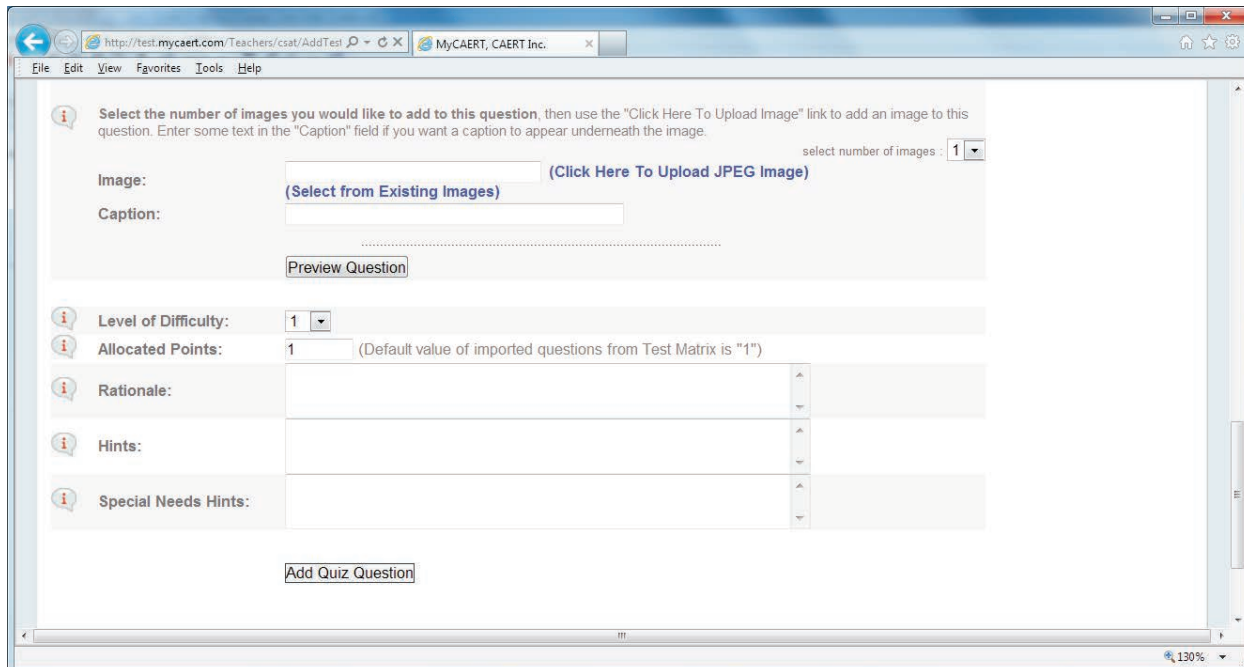 http://test.mycaert.com/Teachers/csat/AddTest
MyCAERT, CAERT Inc.
File Edit View Favorites Tools Help
Select the number of images you would like to add to this question, then use the "Click Here To Upload Image" link to add an image to this
question. Enter some text in the "Caption" field if you want a caption to appear underneath the image.
select number of images : 1
Image:
(Click Here To Upload JPEG Image)
(Select from Existing Images)
Caption:
Preview Question
Level of Difficulty: 1
Allocated Points: 1 (Default value of imported questions from Test Matrix is "1")
Rationale:
Hints:
Special Needs Hints:
Add Quiz Question
130%